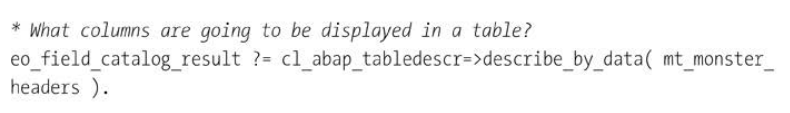 * What columns are going to be displayed in a table?
eo_field_catalog_result ?= cl_abap_tabledescr=>describe_by_data( mt_monster_
headers ).